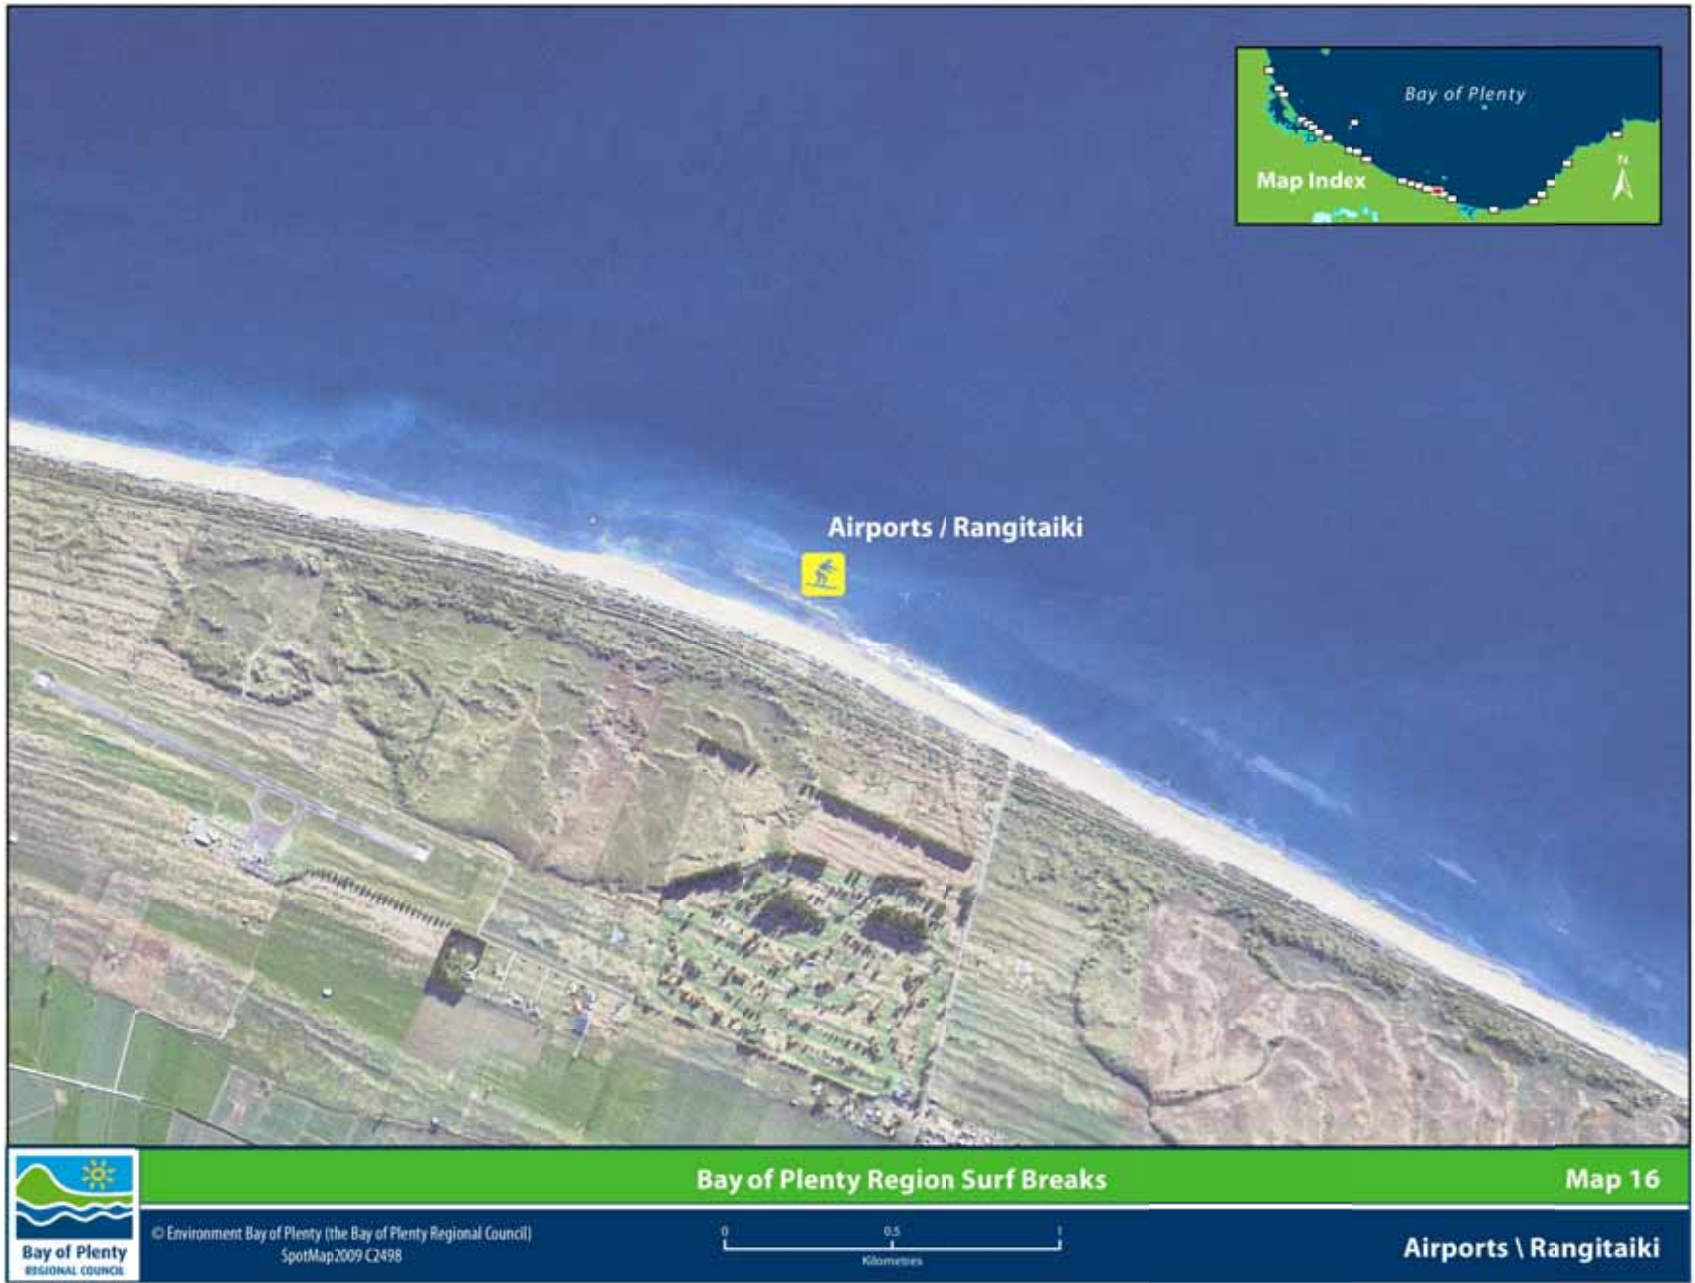 Bay of Plenty
Map Index
N
Airports / Rangitaiki
Bay of Plenty Region Surf Breaks
Map 16
© Environment Bay of Plenty (the Bay of Plenty Regional Council)
SpotMap2009 C2498
0 0.5 1
Kilometres
Airports \ Rangitaiki
Bay of Plenty
REGIONAL COUNCIL